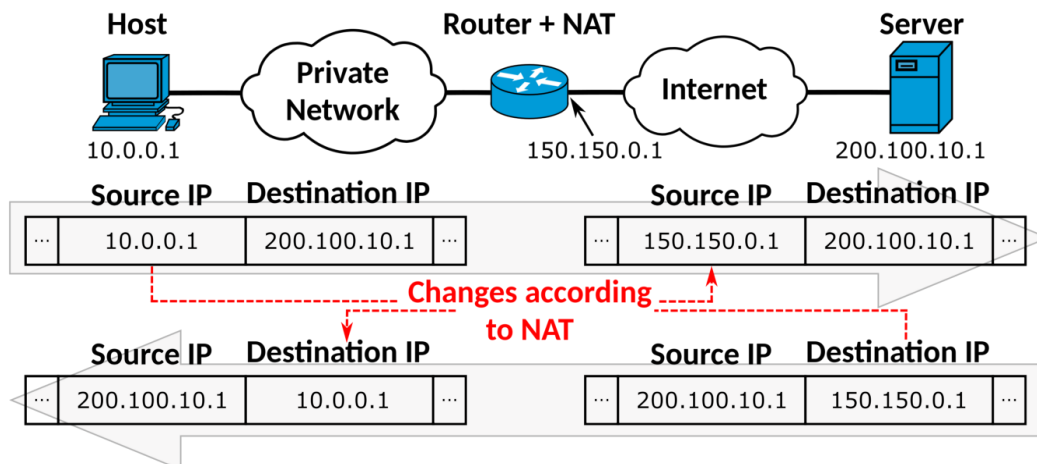 Host
Router + NAT
Server
Private
Network
Internet
10.0.0.1
150.150.0.1
200.100.10.1
Source IP Destination IP
Source IP Destination IP
... 10.0.0.1 200.100.10.1 ...
... 150.150.0.1 200.100.10.1 ...
Changes according
to NAT
Source IP Destination IP
Source IP Destination IP
... 200.100.10.1 10.0.0.1 ...
... 200.100.10.1 150.150.0.1 ...